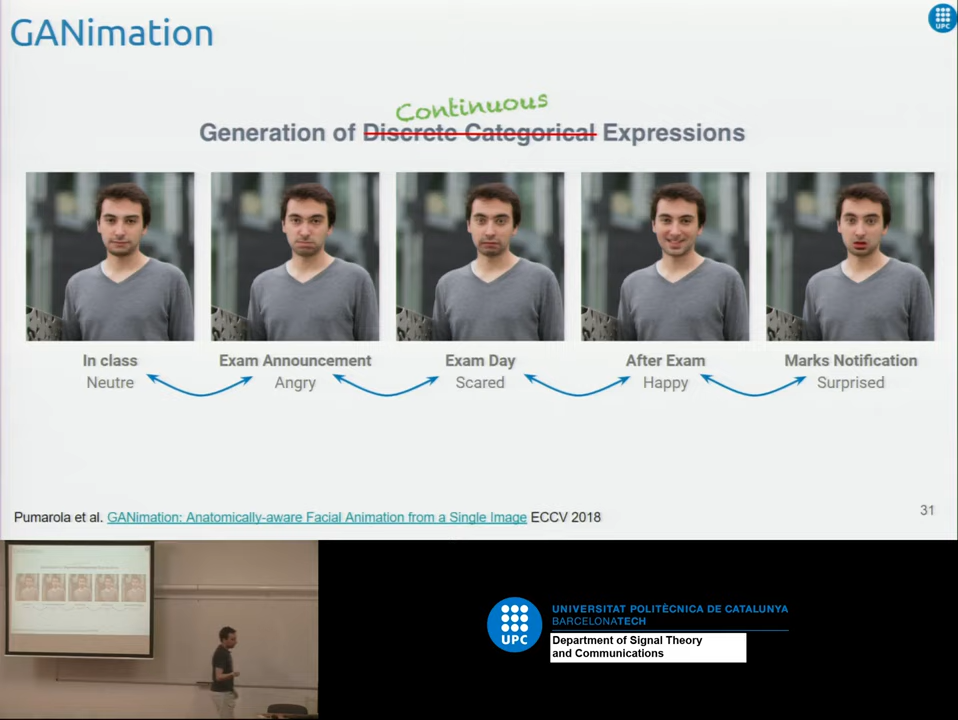 GANimation
UPC
Continuous
Generation of Discrete Categorical Expressions
In class
Neutre
Exam Announcement
Angry
Exam Day
Scared
After Exam
Happy
Marks Notification
Surprised
Pumarola et al. GANimation: Anatomically-aware Facial Animation from a Single Image ECCV 2018
31
UPC
UNIVERSITAT POLITÈCNICA DE CATALUNYA
BARCELONATECH
Department of Signal Theory
and Communications